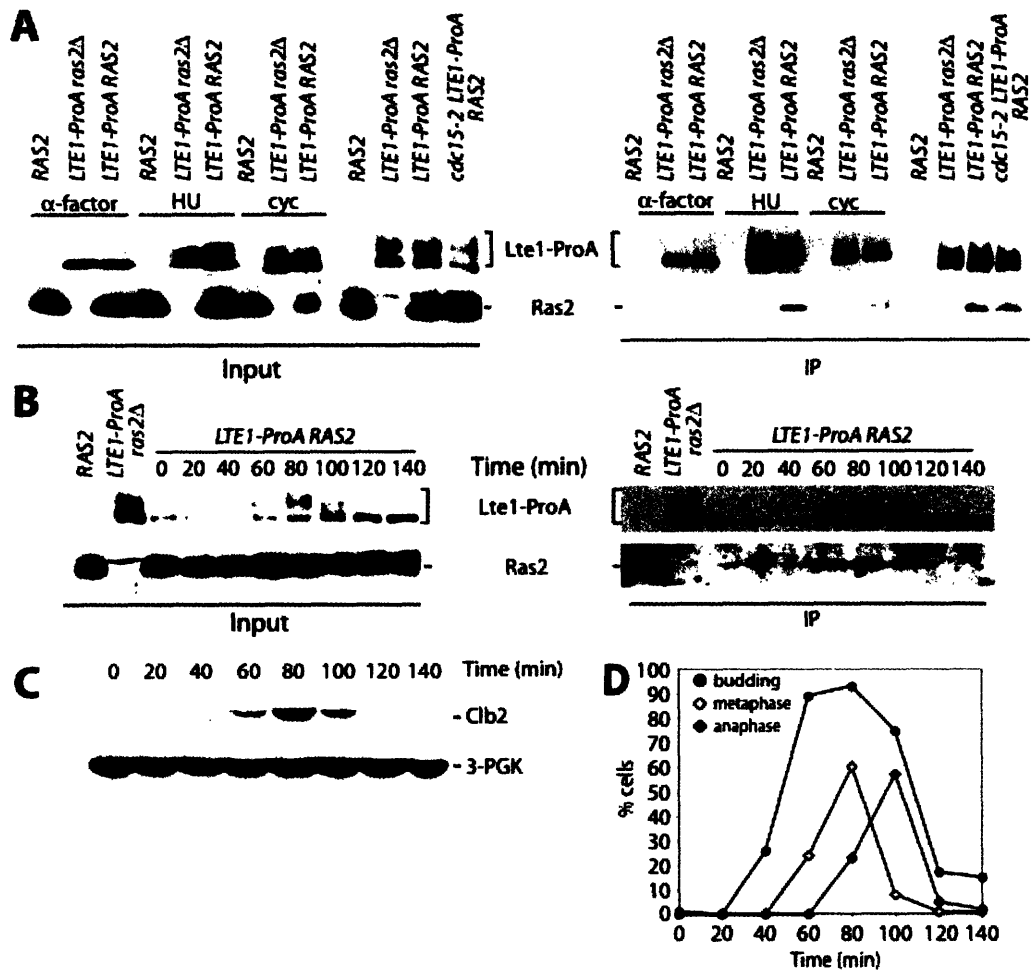 A
RAS2
LTE1-ProA ras2Δ
LTE1-ProA RAS2
RAS2
LTE1-ProA ras2Δ
LTE1-ProA RAS2
RAS2
LTE1-ProA ras2Δ
LTE1-ProA RAS2
RAS2
LTE1-ProA ras2Δ
LTE1-ProA RAS2
cdc15-2 LTE1-ProA
RAS2
α-factor
HU
cyc
Lte1-ProA
Ras2
Input
RAS2
LTE1-ProA ras2Δ
LTE1-ProA RAS2
RAS2
LTE1-ProA ras2Δ
LTE1-ProA RAS2
RAS2
LTE1-ProA ras2Δ
LTE1-ProA RAS2
RAS2
LTE1-ProA ras2Δ
LTE1-ProA RAS2
cdc15-2 LTE1-ProA
RAS2
α-factor
HU
cyc
IP
B
RAS2
LTE1-ProA
ras2Δ
LTE1-ProA RAS2
0 20 40 60 80 100 120 140
Time (min)
Lte1-ProA
Ras2
Input
RAS2
LTE1-ProA
ras2Δ
LTE1-ProA RAS2
0 20 40 60 80 100 120 140
IP
C
0 20 40 60 80 100 120 140 Time (min)
- Clb2
- 3-PGK
D
budding
metaphase
anaphase
% cells
100
90
80
70
60
50
40
30
20
10
0
0 20 40 60 80 100 120 140
Time (min)